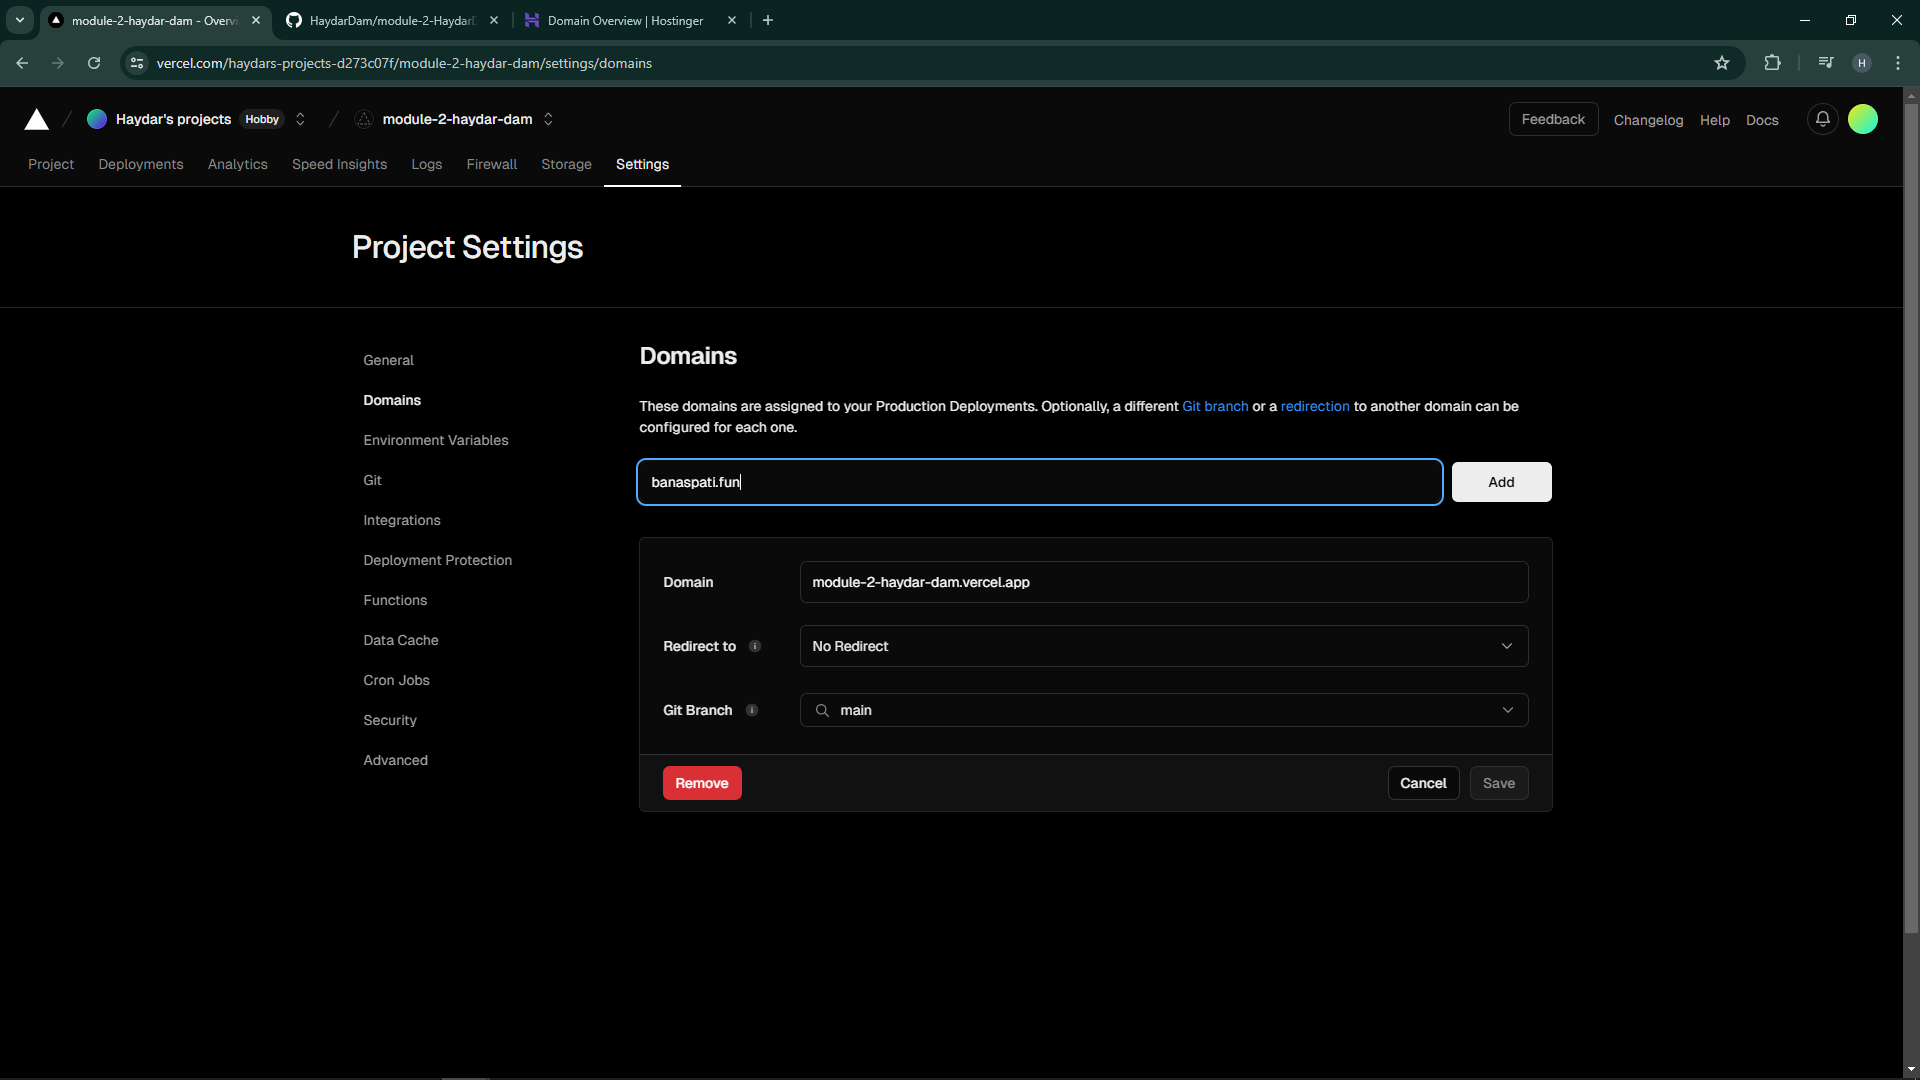 module-2-haydar-dam - Overvi
HaydarDam/module-2-Haydar
Domain Overview | Hostinger
vercel.com/haydars-projects-d273c07f/module-2-haydar-dam/settings/domains
H
Haydar's projects Hobby
module-2-haydar-dam
Feedback Changelog Help Docs
Project Deployments Analytics Speed Insights Logs Firewall Storage Settings
Project Settings
General
Domains
Environment Variables
Git
Integrations
Deployment Protection
Functions
Data Cache
Cron Jobs
Security
Advanced
Domains
These domains are assigned to your Production Deployments. Optionally, a different Git branch or a redirection to another domain can be
configured for each one.
banaspati.fun
Add
Domain module-2-haydar-dam.vercel.app
Redirect to No Redirect
Git Branch main
Remove Cancel Save